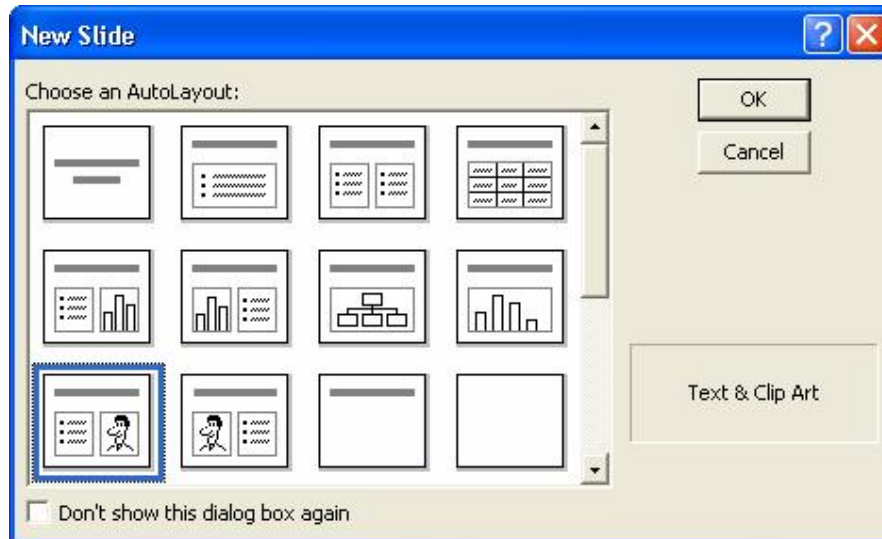 New Slide
Choose an AutoLayout:
OK
Cancel
Text & Clip Art
Don't show this dialog box again